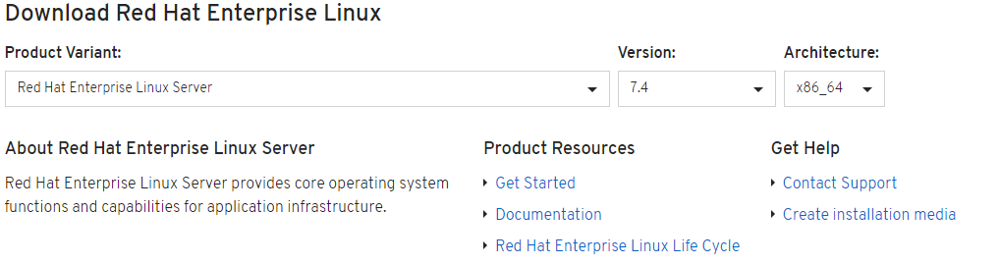 Download Red Hat Enterprise Linux
Product Variant:
Version:
Architecture:
Red Hat Enterprise Linux Server
7.4
x86_64
About Red Hat Enterprise Linux Server
Red Hat Enterprise Linux Server provides core operating system
functions and capabilities for application infrastructure.
Product Resources
Get Started
Documentation
Red Hat Enterprise Linux Life Cycle
Get Help
Contact Support
Create installation media